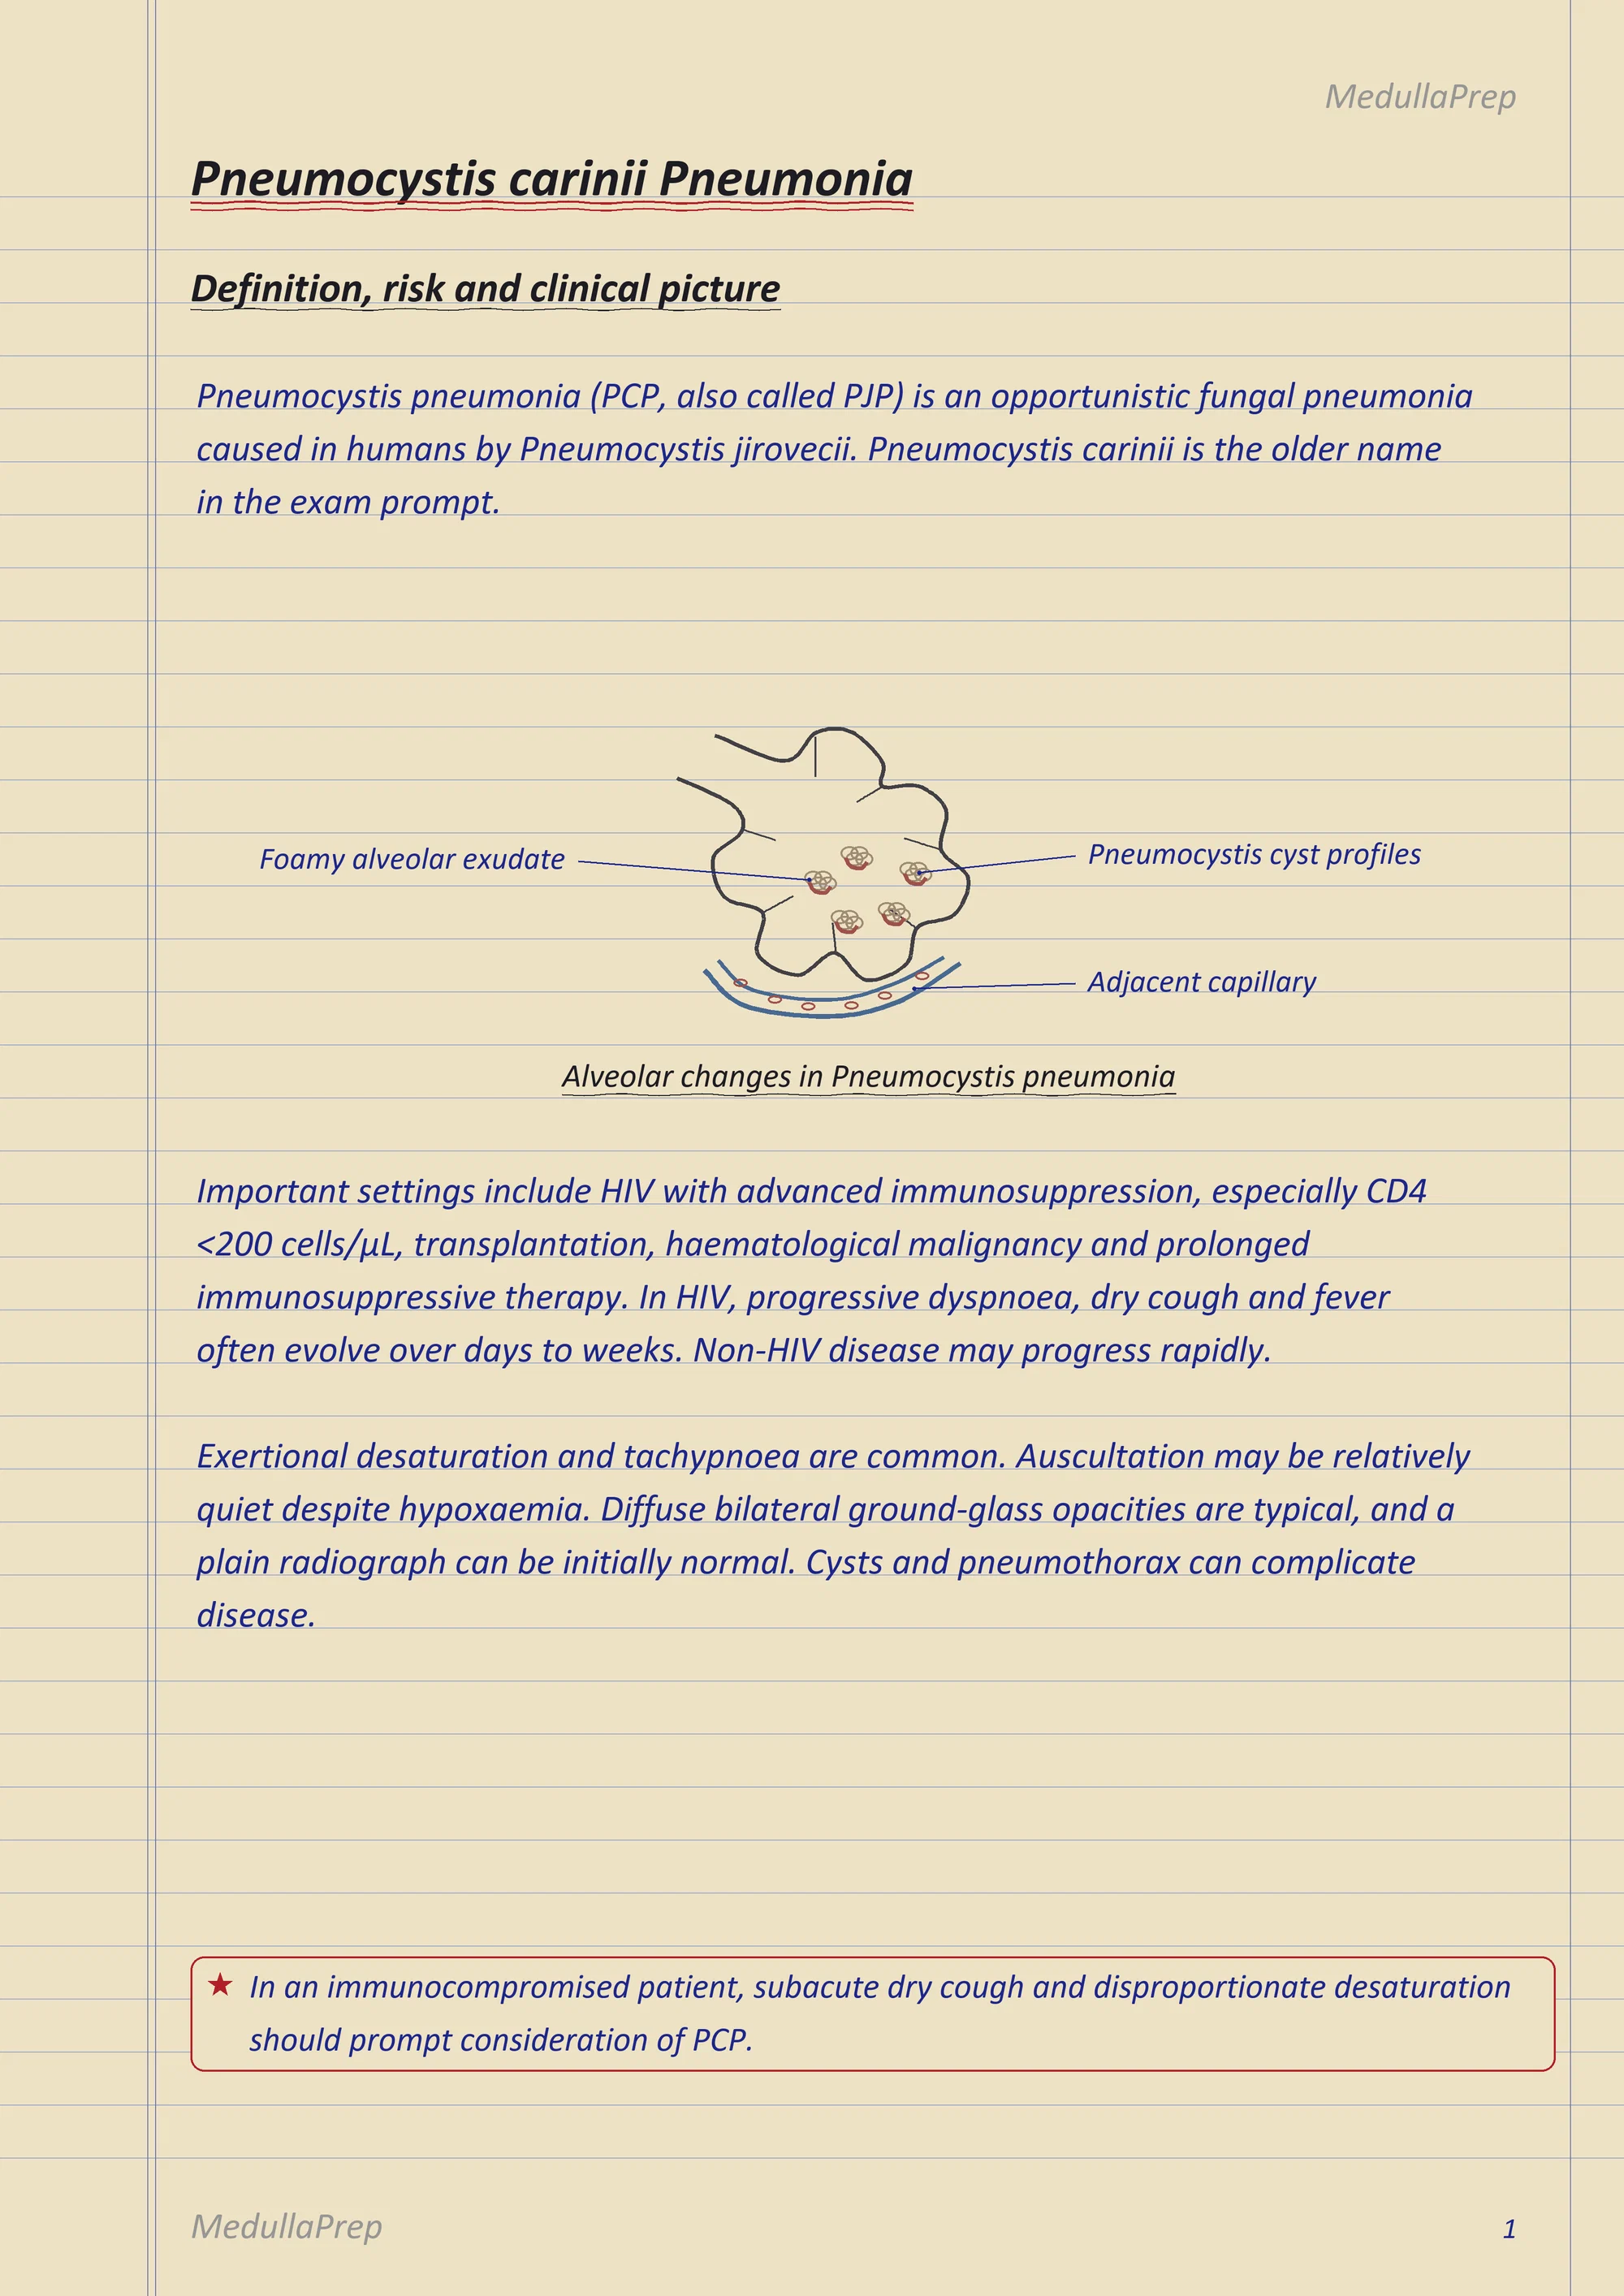 MedullaPrep
Pneumocystis carinii Pneumonia
Definition, risk and clinical picture
Pneumocystis pneumonia (PCP, also called PJP) is an opportunistic fungal pneumonia
caused in humans by Pneumocystis jirovecii. Pneumocystis carinii is the older name
in the exam prompt.
Foamy alveolar exudate
Pneumocystis cyst profiles
Adjacent capillary
Alveolar changes in Pneumocystis pneumonia
Important settings include HIV with advanced immunosuppression, especially CD4
<200 cells/µL, transplantation, haematological malignancy and prolonged
immunosuppressive therapy. In HIV, progressive dyspnoea, dry cough and fever
often evolve over days to weeks. Non-HIV disease may progress rapidly.
Exertional desaturation and tachypnoea are common. Auscultation may be relatively
quiet despite hypoxaemia. Diffuse bilateral ground-glass opacities are typical, and a
plain radiograph can be initially normal. Cysts and pneumothorax can complicate
disease.
★ In an immunocompromised patient, subacute dry cough and disproportionate desaturation
should prompt consideration of PCP.
MedullaPrep
1